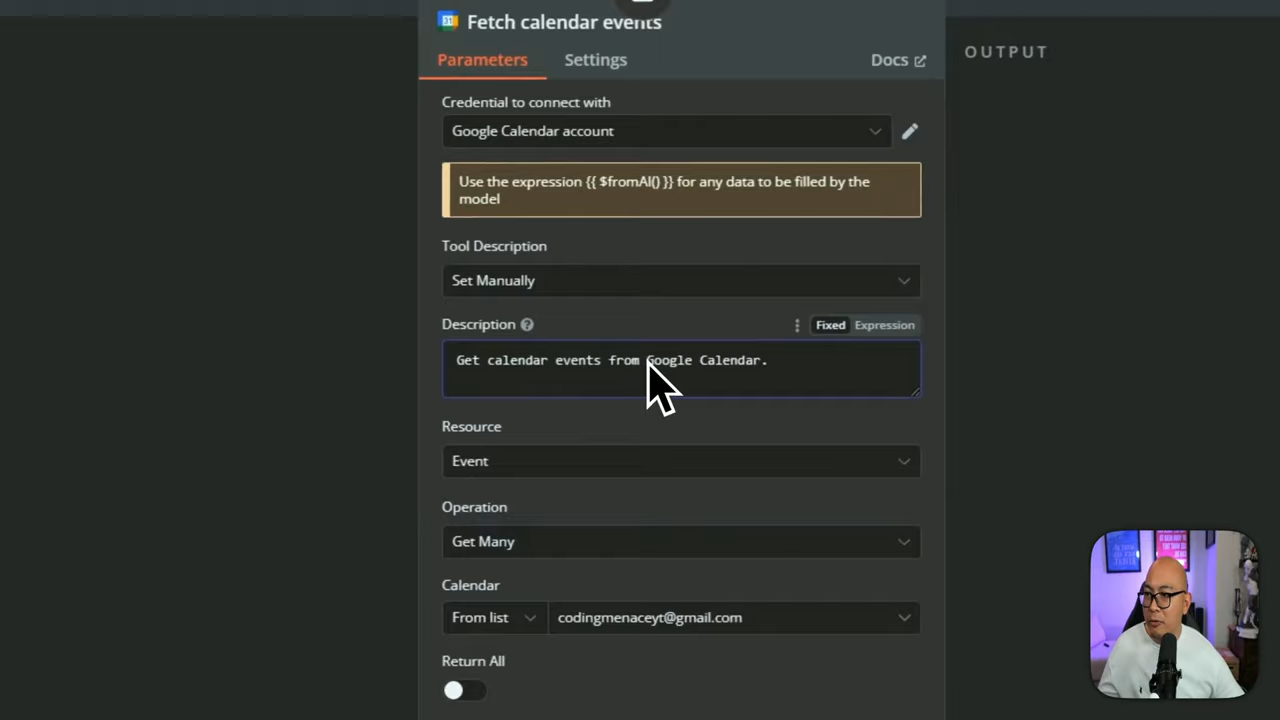 31 Fetch calendar events
Parameters Settings Docs
OUTPUT
Credential to connect with
Google Calendar account
Use the expression {{ $fromAI() }} for any data to be filled by the
model
Tool Description
Set Manually
Description Fixed Expression
Get calendar events from Google Calendar.
Resource
Event
Operation
Get Many
Calendar
From list codingmenaceyt@gmail.com
Return All